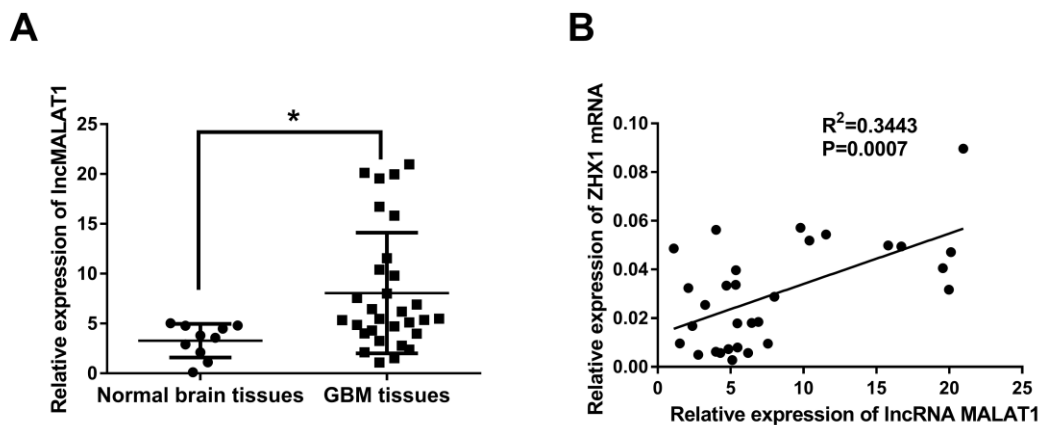 A
Relative expression of lncMALAT1
25
20
15
10
5
0
*
Normal brain tissues
GBM tissues
B
Relative expression of ZHX1 mRNA
0.10
0.08
0.06
0.04
0.02
0.00
R²=0.3443
P=0.0007
0 5 10 15 20 25
Relative expression of lncRNA MALAT1